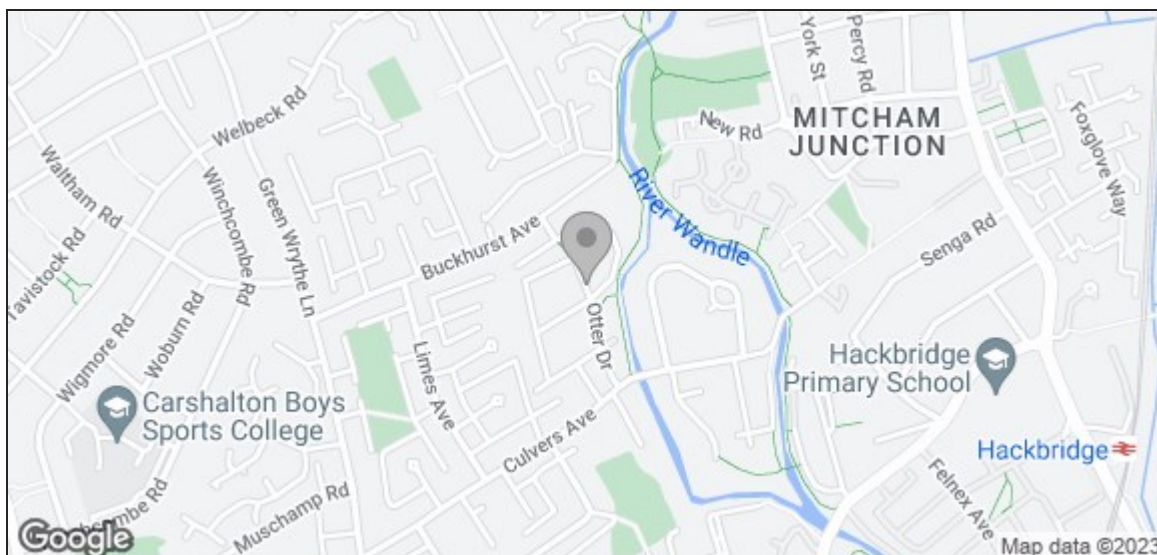 York St
Percy Rd
MITCHAM
JUNCTION
New Rd
Foxglove Way
Welbeck Rd
Waltham Rd
Winchcombe Rd
Green Wrythe Ln
Tavistock Rd
Buckhurst Ave
River Wandle
Senga Rd
Woburn Rd
Wigmore Rd
Otter Dr
Limes Ave
Hackbridge
Primary School
Carshalton Boys
Sports College
Culvers Ave
Hackbridge
Felnex Ave
Muschamp Rd
Google
Map data ©2023